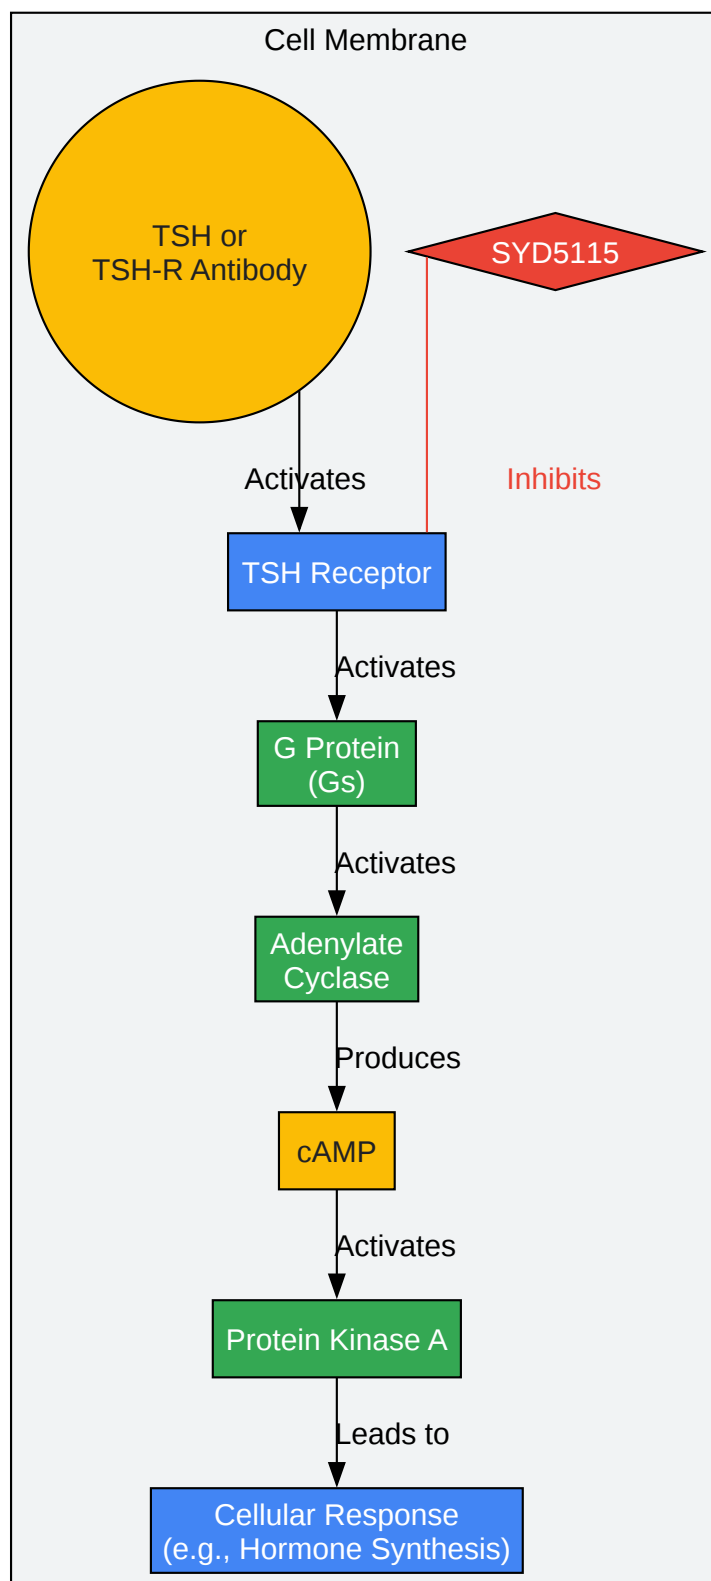 Cell Membrane
TSH or
TSH-R Antibody
SYD5115
Activates
Inhibits
TSH Receptor
Activates
G Protein
(Gs)
Activates
Adenylate
Cyclase
Produces
cAMP
Activates
Protein Kinase A
Leads to
Cellular Response
(e.g., Hormone Synthesis)